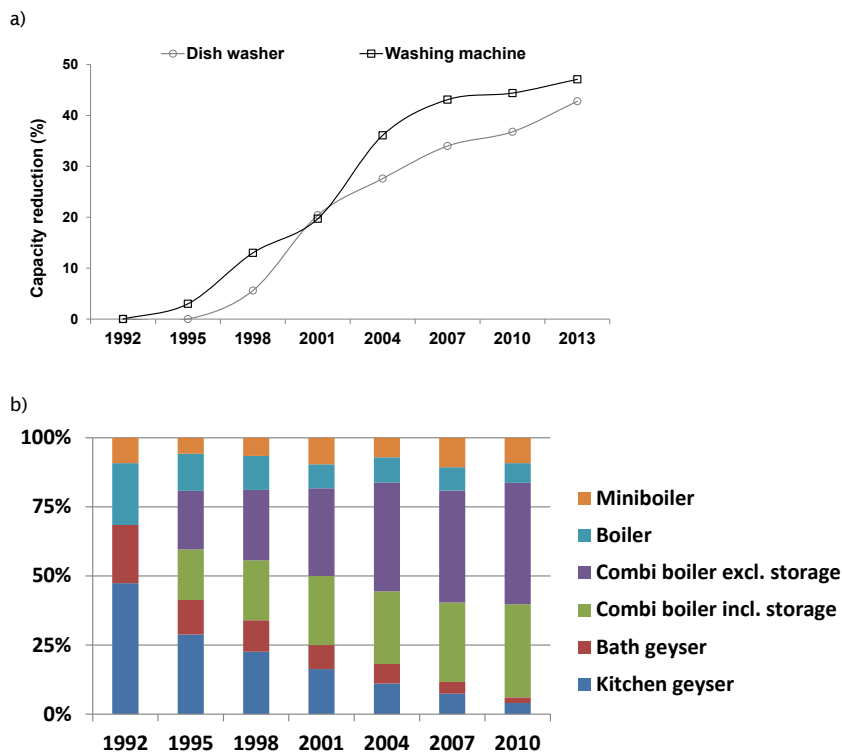 a)
Dish washer
Washing machine
Capacity reduction (%)
50
40
30
20
10
0
1992 1995 1998 2001 2004 2007 2010 2013
b)
100%
75%
50%
25%
0%
1992 1995 1998 2001 2004 2007 2010
Miniboiler
Boiler
Combi boiler excl. storage
Combi boiler incl. storage
Bath geyser
Kitchen geyser